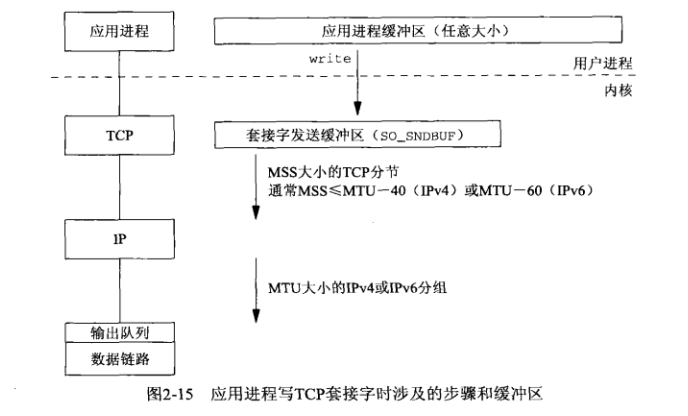 应用进程
应用进程缓冲区（任意大小）
write
用户进程
内核
TCP
套接字发送缓冲区（SO_SNDBUF）
MSS大小的TCP分节
通常MSS≤MTU－40（IPv4）或MTU－60（IPv6）
IP
MTU大小的IPv4或IPv6分组
输出队列
数据链路
图2-15 应用进程写TCP套接字时涉及的步骤和缓冲区